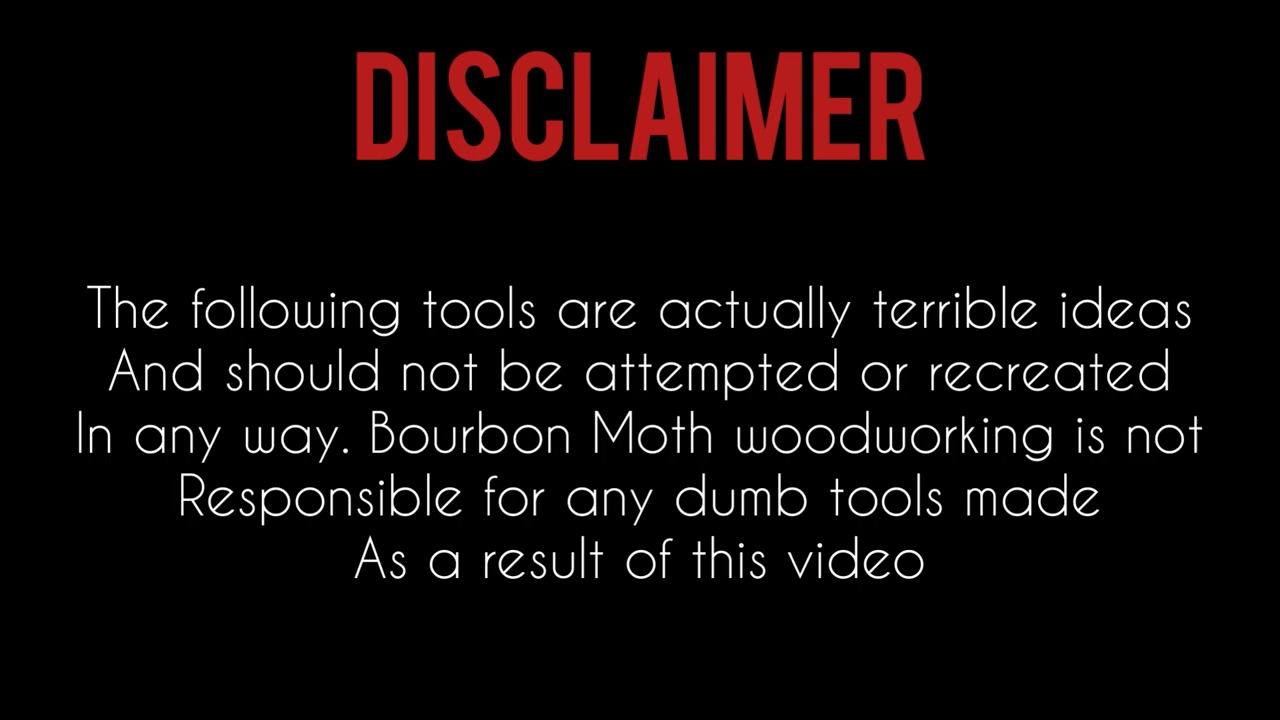 DISCLAIMER
The following tools are actually terrible ideas
And should not be attempted or recreated
In any way. Bourbon Moth woodworking is not
Responsible for any dumb tools made
As a result of this video